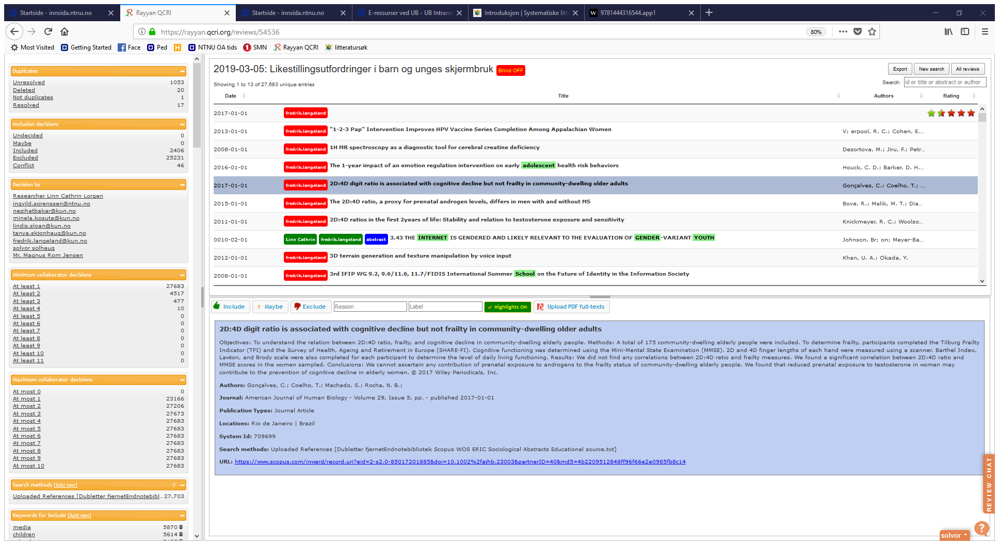 Startside - innsida.ntnu.no
Rayyan QCRI
Startside - innsida.ntnu.no
E-ressurser ved UB - UB Intrane
Introduksjon | Systematiske litt
9781444316544.app1
https://rayyan.qcri.org/reviews/54536
80%
Most Visited
Getting Started
Face
Ped
NTNU OA tids
SMN
Rayyan QCRI
litteratursøk
Duplicates
Unresolved 1053
Deleted 20
Not duplicates 1
Resolved 17
Inclusion decisions
Undecided 0
Maybe 0
Included 2406
Excluded 25231
Conflict 46
Decision by
Researcher Linn Cathrin Lorgen
ingvild.sorenssen@ntnu.no
nezihatbakar@kun.no
minela.kosuta@kun.no
lindis.sloan@kun.no
tanya.skjonhaug@kun.no
fredrik.langeland@kun.no
solvor solhaug
Mr. Magnus Rom Jensen
Minimum collaborator decisions
At least 1 27683
At least 2 4517
At least 3 477
At least 4 10
At least 5 0
At least 6 0
At least 7 0
At least 8 0
At least 9 0
At least 10 0
At least 11 0
Maximum collaborator decisions
At most 0 0
At most 1 23166
At most 2 27206
At most 3 27673
At most 4 27683
At most 5 27683
At most 6 27683
At most 7 27683
At most 8 27683
At most 9 27683
At most 10 27683
Search methods [Add new]
Uploaded References [Dubletter fjernetEndnotebibl... 27,703
Keywords for include [Add new]
media 5870
children 5614
2019-03-05: Likestillingsutfordringer i barn og unges skjermbruk Blind OFF
Export New search All reviews
Showing 1 to 13 of 27,683 unique entries
Search: id or title or abstract or author
Date Title Authors Rating
2017-01-01 fredrik.langeland
2013-01-01 fredrik.langeland "1-2-3 Pap" Intervention Improves HPV Vaccine Series Completion Among Appalachian Women V; erpool, R. C.; Cohen, E....
2008-01-01 fredrik.langeland 1H MR spectroscopy as a diagnostic tool for cerebral creatine deficiency Dezortova, M.; Jiru, F.; Petr...
2016-01-01 fredrik.langeland The 1-year impact of an emotion regulation intervention on early adolescent health risk behaviors Houck, C. D.; Barker, D. H....
2017-01-01 fredrik.langeland 2D:4D digit ratio is associated with cognitive decline but not frailty in community-dwelling older adults Gonçalves, C.; Coelho, T.; ...
2015-01-01 fredrik.langeland The 2D:4D ratio, a proxy for prenatal androgen levels, differs in men with and without MS Bove, R.; Malik, M. T.; Dia...
2011-01-01 fredrik.langeland 2D:4D ratios in the first 2years of life: Stability and relation to testosterone exposure and sensitivity Knickmeyer, R. C.; Woolso...
0010-02-01 Linn Cathrin fredrik.langeland abstract 3.43 THE INTERNET IS GENDERED AND LIKELY RELEVANT TO THE EVALUATION OF GENDER-VARIANT YOUTH Johnson, Br; on; Meyer-Ba...
2012-01-01 fredrik.langeland 3D terrain generation and texture manipulation by voice input Khan, U. A.; Okada, Y.
2008-01-01 fredrik.langeland 3rd IFIP WG 9.2, 9.6/11.6, 11.7/FIDIS International Summer School on the Future of Identity in the Information Society
Include Maybe Exclude Reason Label Highlights ON Upload PDF full-texts
2D:4D digit ratio is associated with cognitive decline but not frailty in community-dwelling older adults
Objectives: To understand the relation between 2D:4D ratio, frailty, and cognitive decline in community-dwelling elderly people. Methods: A total of 175 community-dwelling elderly people were included. To determine frailty, participants completed the Tilburg Frailty
Indicator (TFI) and the Survey of Health, Ageing and Retirement in Europe (SHARE-FI). Cognitive functioning was determined using the Mini-Mental State Examination (MMSE). 2D and 4D finger lengths of each hand were measured using a scanner. Barthel Index,
Lawton, and Brody scale were also completed for each participant to determine the level of daily living functioning. Results: We did not find any correlations between 2D:4D ratio and frailty measures. We found a significant correlation between 2D:4D ratio and
MMSE scores in the women sampled. Conclusions: We cannot ascertain any contribution of prenatal exposure to androgens to the frailty status of community-dwelling elderly people. We found that reduced prenatal exposure to testosterone in women may
contribute to the prevention of cognitive decline in elderly women. © 2017 Wiley Periodicals, Inc.
Authors: Gonçalves, C.; Coelho, T.; Machado, S.; Rocha, N. B.;
Journal: American Journal of Human Biology - Volume 29, Issue 5, pp. - published 2017-01-01
Publication Types: Journal Article
Locations: Rio de Janeiro | Brazil
System Id: 709699
Search methods: Uploaded References [Dubletter fjernetEndnotebibliotek Scopus WOS ERIC Sociological Abstracts Educational source.txt]
URL: https://www.scopus.com/inward/record.uri?eid=2-s2.0-85017201885&doi=10.1002%2fajhb.23003&partnerID=40&md5=4b2209512848ff96f66e2e0985fb8c14
REVIEW CHAT
?
solvor